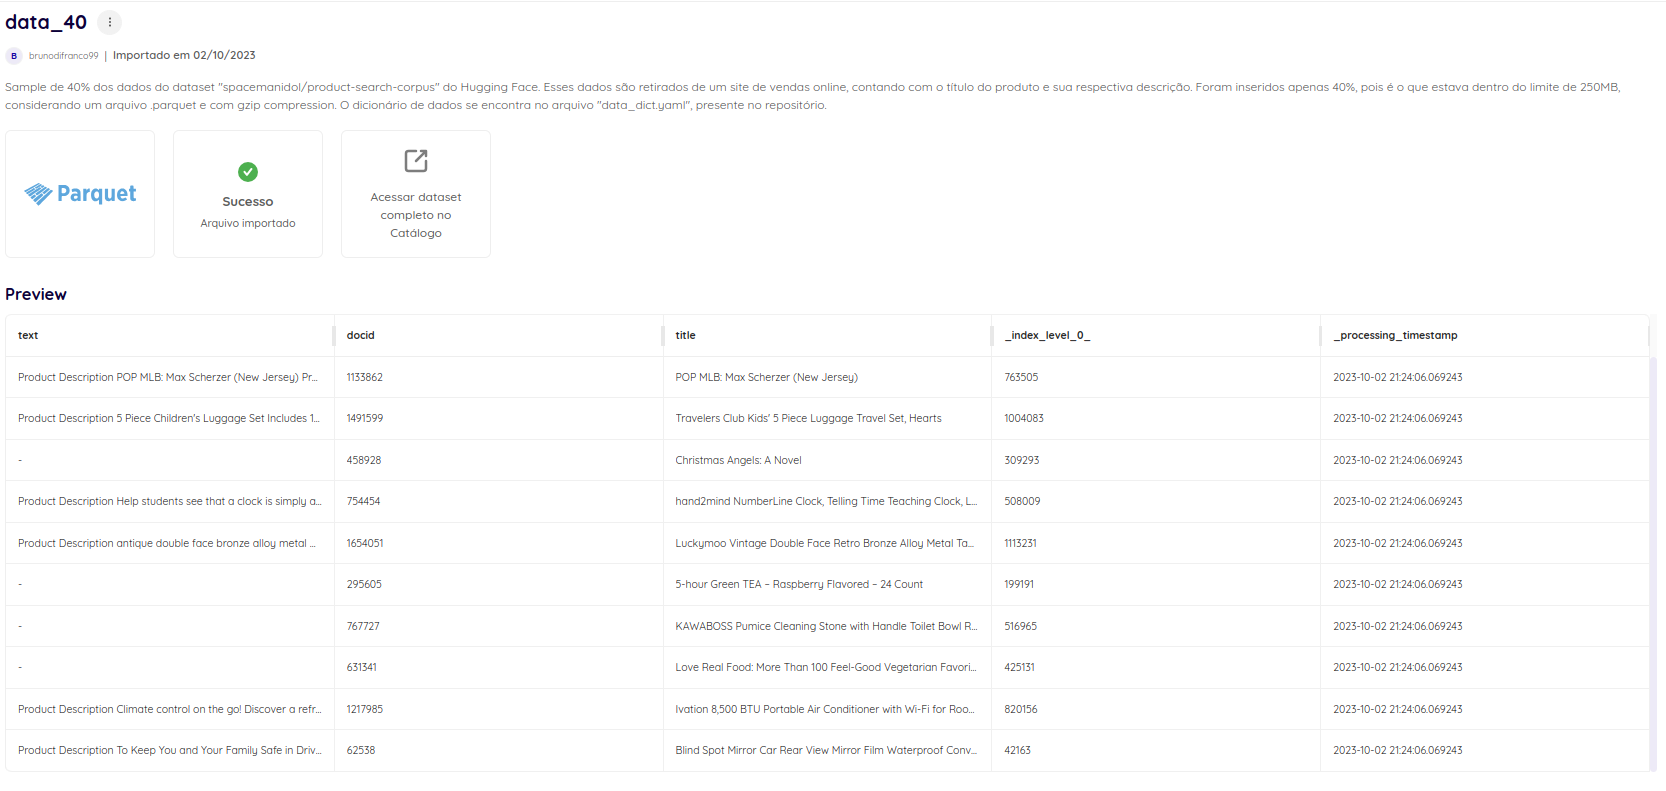 data_40
B brunodifranco99 | Importado em 02/10/2023
Sample de 40% dos dados do dataset "spacemanidol/product-search-corpus" do Hugging Face. Esses dados são retirados de um site de vendas online, contando com o título do produto e sua respectiva descrição. Foram inseridos apenas 40%, pois é o que estava dentro do limite de 250MB,
considerando um arquivo .parquet e com gzip compression. O dicionário de dados se encontra no arquivo "data_dict.yaml", presente no repositório.
Parquet
Sucesso
Arquivo importado
Acessar dataset
completo no
Catálogo
Preview
text docid title _index_level_0_ _processing_timestamp
Product Description POP MLB: Max Scherzer (New Jersey) Pr... 1133862 POP MLB: Max Scherzer (New Jersey) 763505 2023-10-02 21:24:06.069243
Product Description 5 Piece Children's Luggage Set Includes 1... 1491599 Travelers Club Kids' 5 Piece Luggage Travel Set, Hearts 1004083 2023-10-02 21:24:06.069243
- 458928 Christmas Angels: A Novel 309293 2023-10-02 21:24:06.069243
Product Description Help students see that a clock is simply a... 754454 hand2mind NumberLine Clock, Telling Time Teaching Clock, L... 508009 2023-10-02 21:24:06.069243
Product Description antique double face bronze alloy metal ... 1654051 Luckymoo Vintage Double Face Retro Bronze Alloy Metal Ta... 1113231 2023-10-02 21:24:06.069243
- 295605 5-hour Green TEA – Raspberry Flavored – 24 Count 199191 2023-10-02 21:24:06.069243
- 767727 KAWABOSS Pumice Cleaning Stone with Handle Toilet Bowl R... 516965 2023-10-02 21:24:06.069243
- 631341 Love Real Food: More Than 100 Feel-Good Vegetarian Favori... 425131 2023-10-02 21:24:06.069243
Product Description Climate control on the go! Discover a refr... 1217985 Ivation 8,500 BTU Portable Air Conditioner with Wi-Fi for Roo... 820156 2023-10-02 21:24:06.069243
Product Description To Keep You and Your Family Safe in Driv... 62538 Blind Spot Mirror Car Rear View Mirror Film Waterproof Conv... 42163 2023-10-02 21:24:06.069243